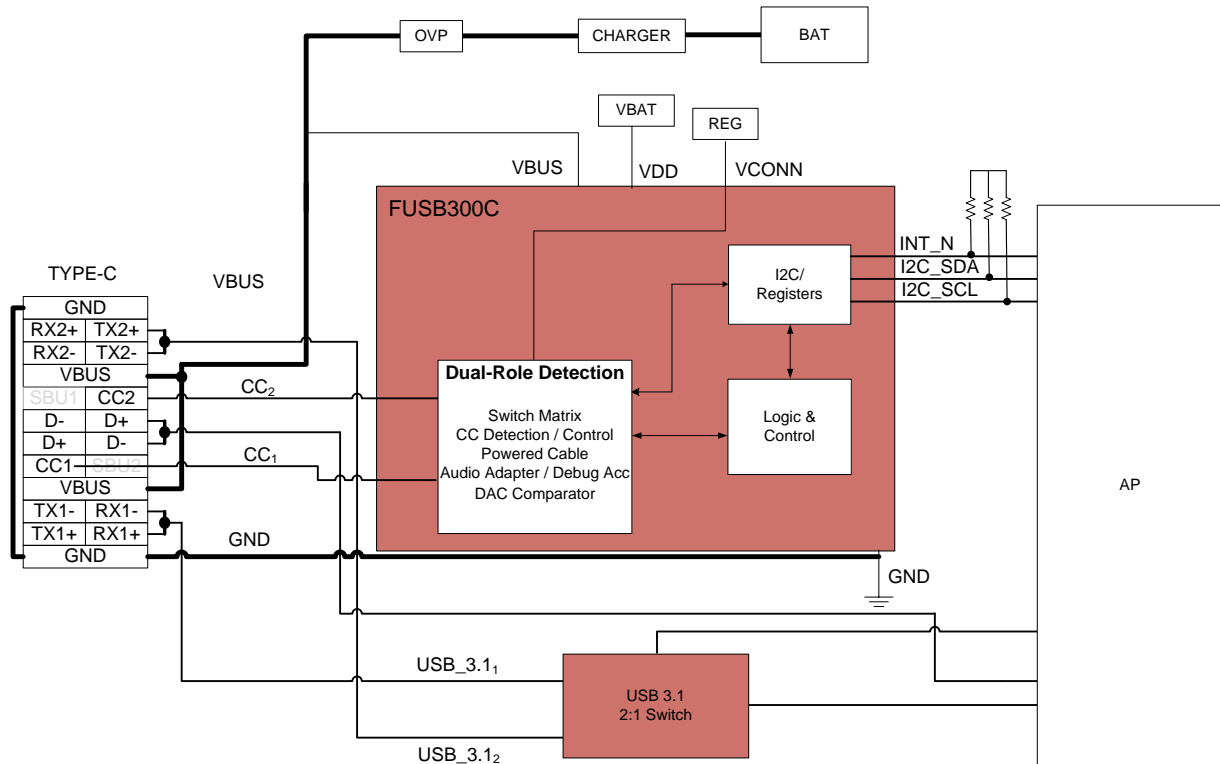 OVP
CHARGER
BAT
VBAT
REG
VBUS
VDD
VCONN
FUSB300C
INT_N
I2C_SDA
I2C_SCL
I2C/
Registers
TYPE-C
VBUS
GND
RX2+ TX2+
RX2- TX2-
VBUS
SBU1 CC2
D- D+
D+ D-
CC1 SBU2
VBUS
TX1- RX1-
TX1+ RX1+
GND
CC₂
CC₁
GND
Dual-Role Detection
Switch Matrix
CC Detection / Control
Powered Cable
Audio Adapter / Debug Acc
DAC Comparator
Logic &
Control
AP
GND
USB_3.1₁
USB_3.1₂
USB 3.1
2:1 Switch